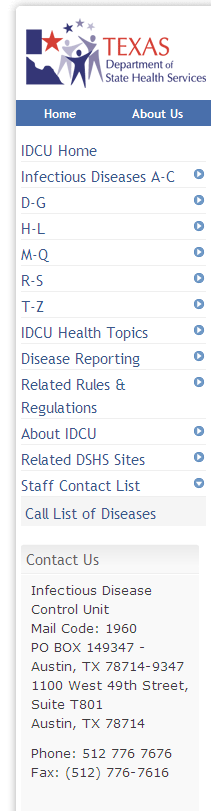 TEXAS
Department of
State Health Services
Home About Us
IDCU Home
Infectious Diseases A-C
D-G
H-L
M-Q
R-S
T-Z
IDCU Health Topics
Disease Reporting
Related Rules &
Regulations
About IDCU
Related DSHS Sites
Staff Contact List
Call List of Diseases
Contact Us
Infectious Disease
Control Unit
Mail Code: 1960
PO BOX 149347 -
Austin, TX 78714-9347
1100 West 49th Street,
Suite T801
Austin, TX 78714
Phone: 512 776 7676
Fax: (512) 776-7616